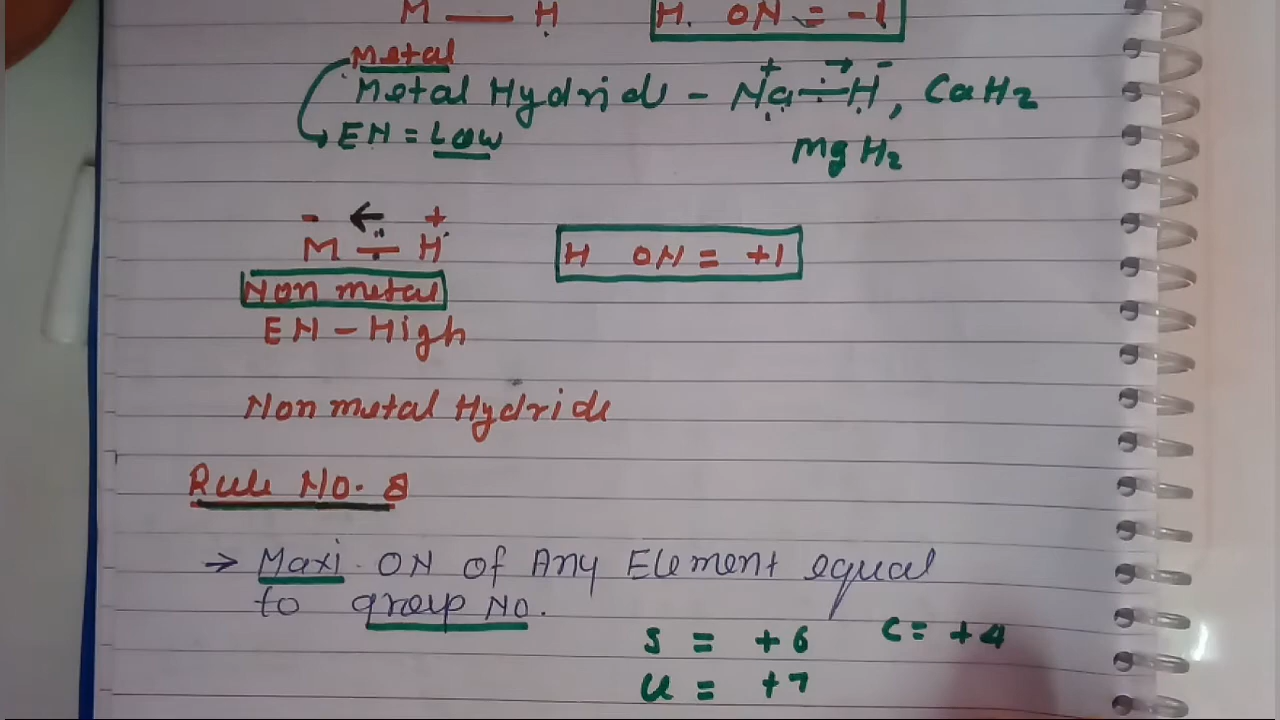 M — H H. ON = -1
Metal
Metal Hydrid - Na÷H, CaH2
EN = Low
MgH2
- ← +
M ÷ H H ON = +1
Non metal
EN - High
Non metal Hydride
Rule No. 8
→ Maxi. ON of Any Element equal
to group No.
S = +6 C = +4
Cl = +7